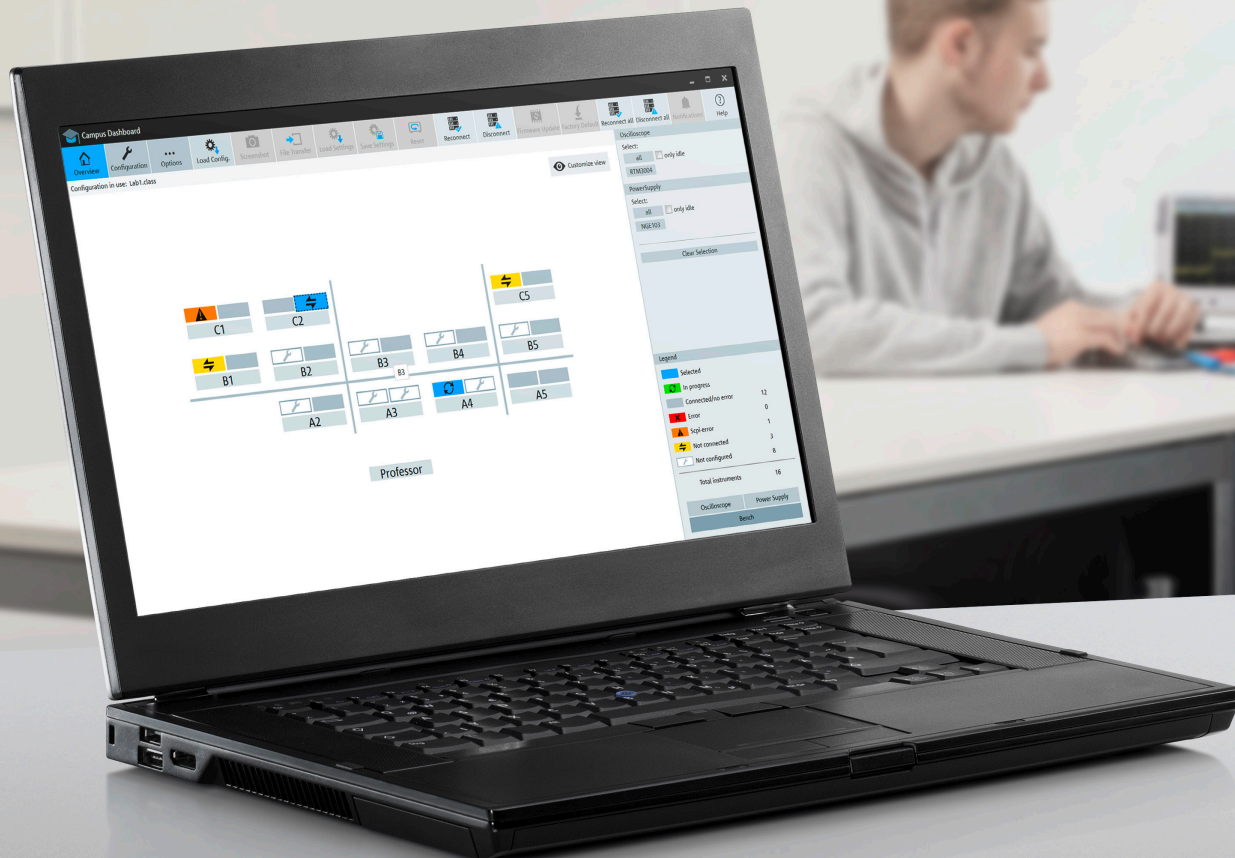 Campus Dashboard
Overview
Configuration
Options
Load Config.
Screenshot
File Transfer
Load Settings
Save Settings
Reset
Reconnect
Disconnect
Firmware Update
Factory Default
Reconnect all
Disconnect all
Notifications
Help
Configuration in use: Lab1.class
Customize view
C1
C2
C5
B1
B2
B3
B4
B5
B3
A2
A3
A4
A5
Professor
Oscilloscope
Select:
all only idle
RTM3004
PowerSupply
Select:
all only idle
NGE103
Clear Selection
Legend
Selected
In progress
Connected/no error 12
Error 0
Scpi-error 1
Not connected 3
Not configured 8
Total instruments 16
Oscilloscope Power Supply
Bench